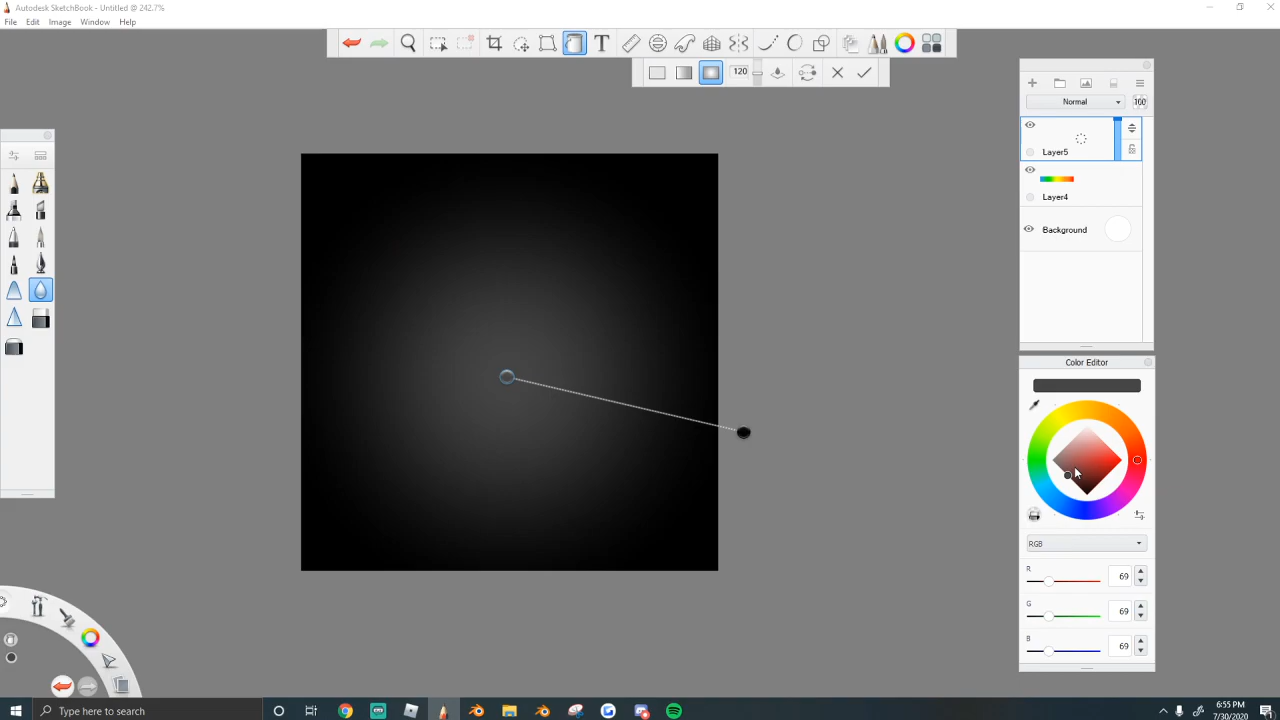 Autodesk SketchBook - Untitled @ 242.7%
File Edit Image Window Help
T
120
Normal
100
Layer5
Layer4
Background
Color Editor
RGB
R
69
G
69
B
69
Type here to search
6:55 PM
7/30/2020